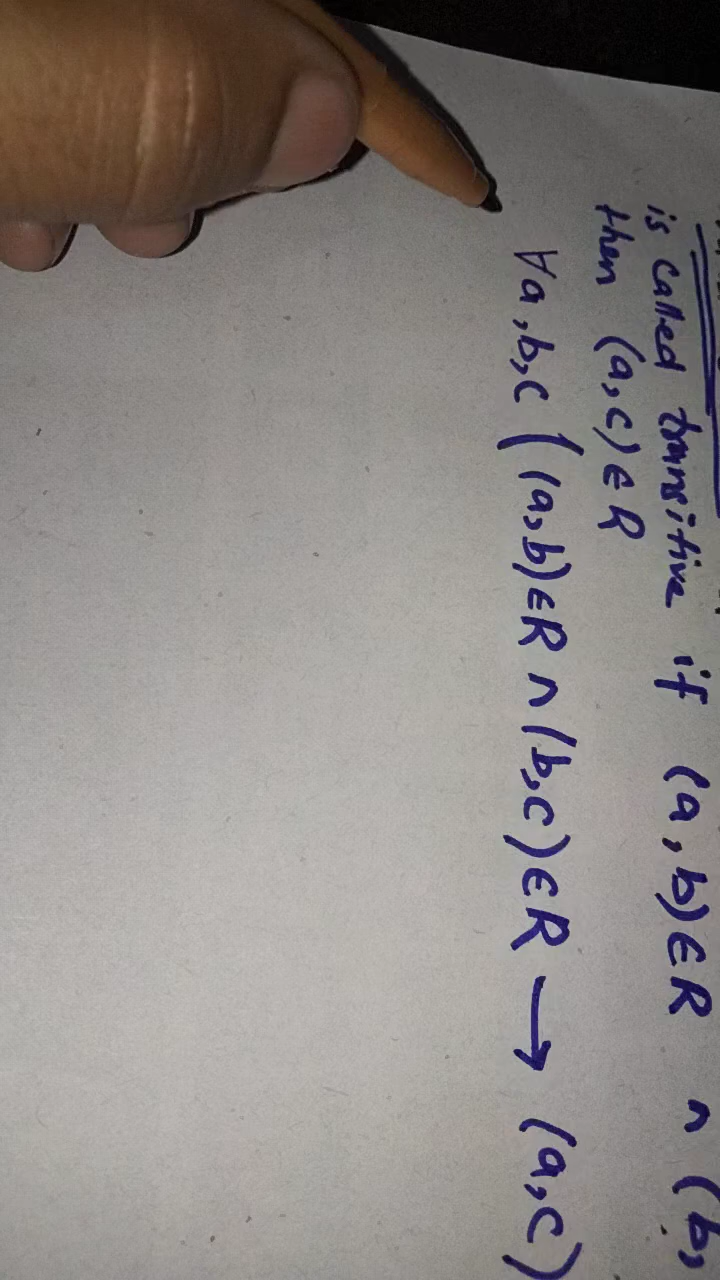 is called transitive if (a,b)∈R ∧ (b,
then (a,c)∈R
∀a,b,c ((a,b)∈R ∧ (b,c)∈R → (a,c)